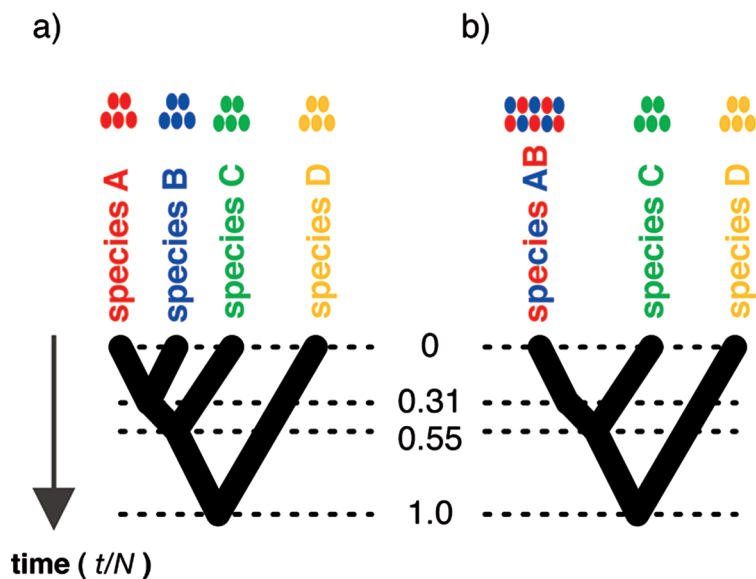 a)
b)
species A
species B
species C
species D
species AB
species C
species D
0
0.31
0.55
1.0
time ( t/N )